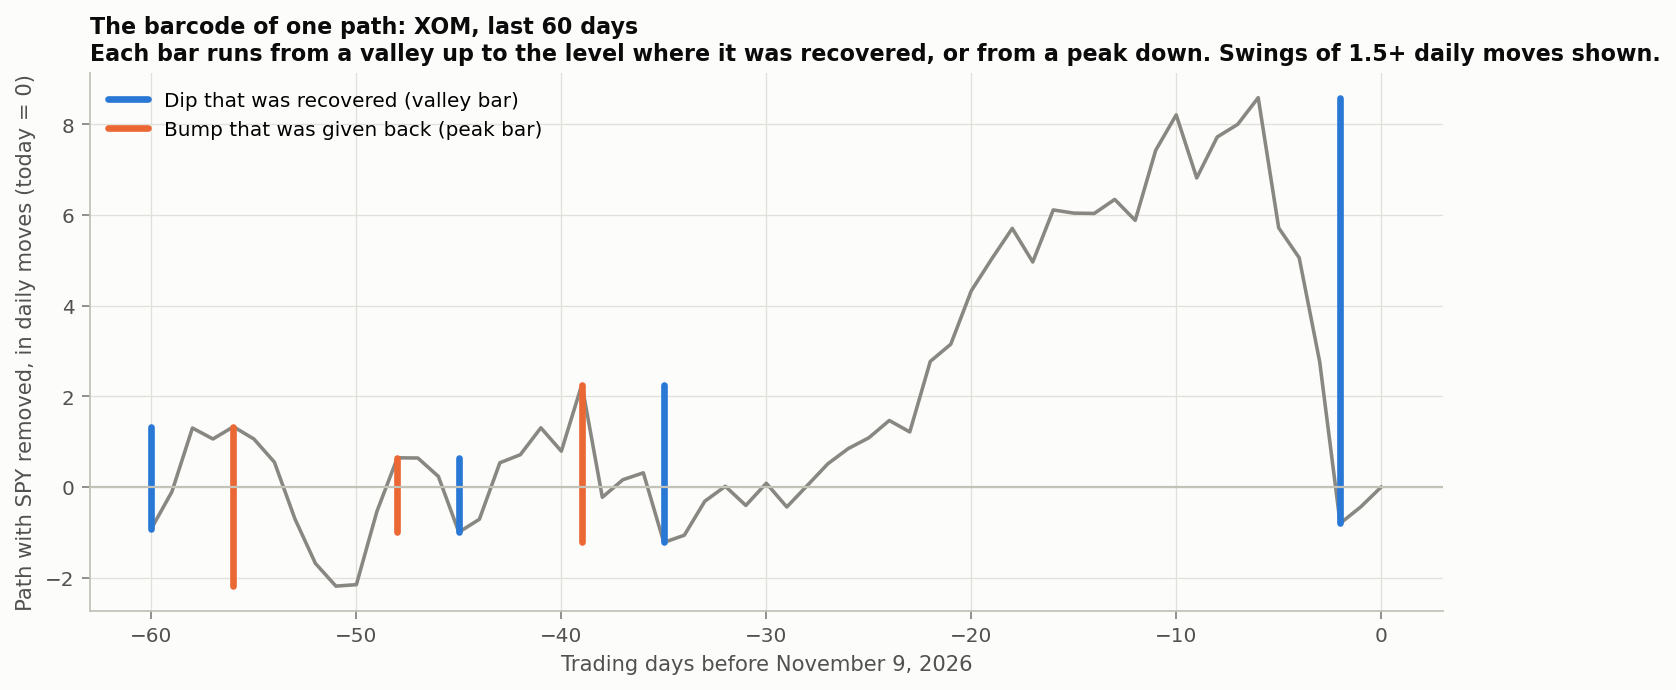 The barcode of one path: XOM, last 60 days
Each bar runs from a valley up to the level where it was recovered, or from a peak down. Swings of 1.5+ daily moves shown.
Dip that was recovered (valley bar)
Bump that was given back (peak bar)
Path with SPY removed, in daily moves (today = 0)
8
6
4
2
0
−2
−60 −50 −40 −30 −20 −10 0
Trading days before November 9, 2026